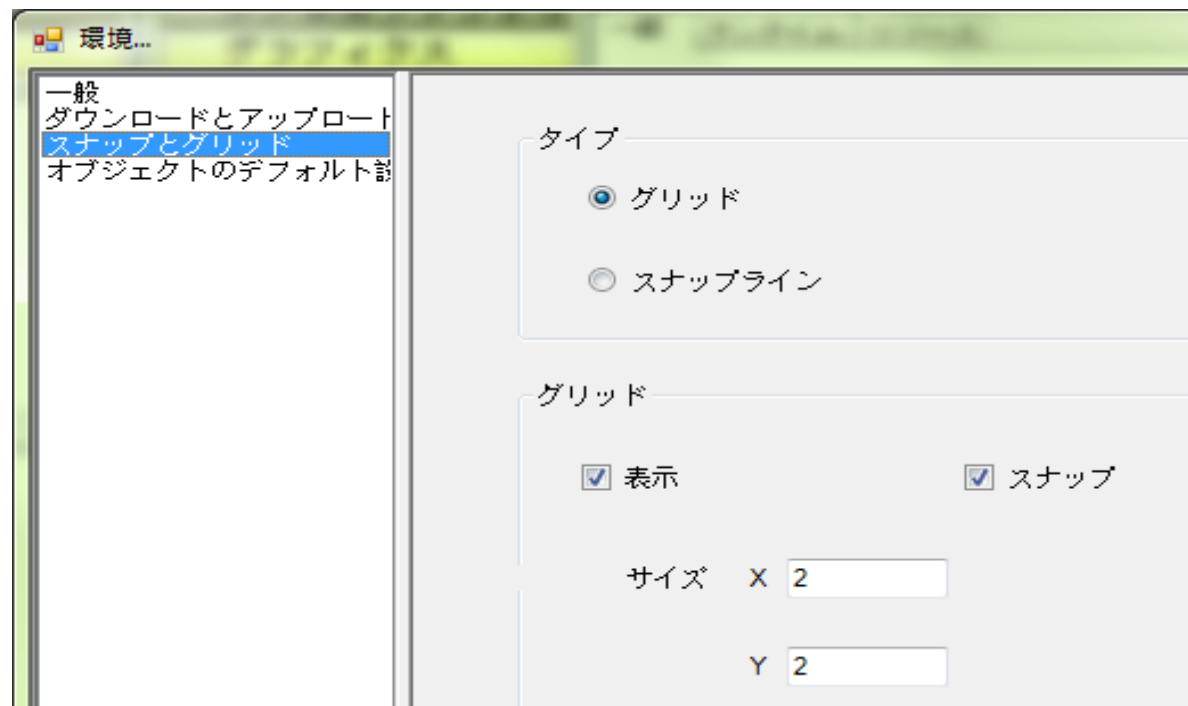 環境...
一般
ダウンロードとアップロード
スナップとグリッド
オブジェクトのデフォルト設
タイプ
グリッド
スナップライン
グリッド
表示 スナップ
サイズ X 2
Y 2